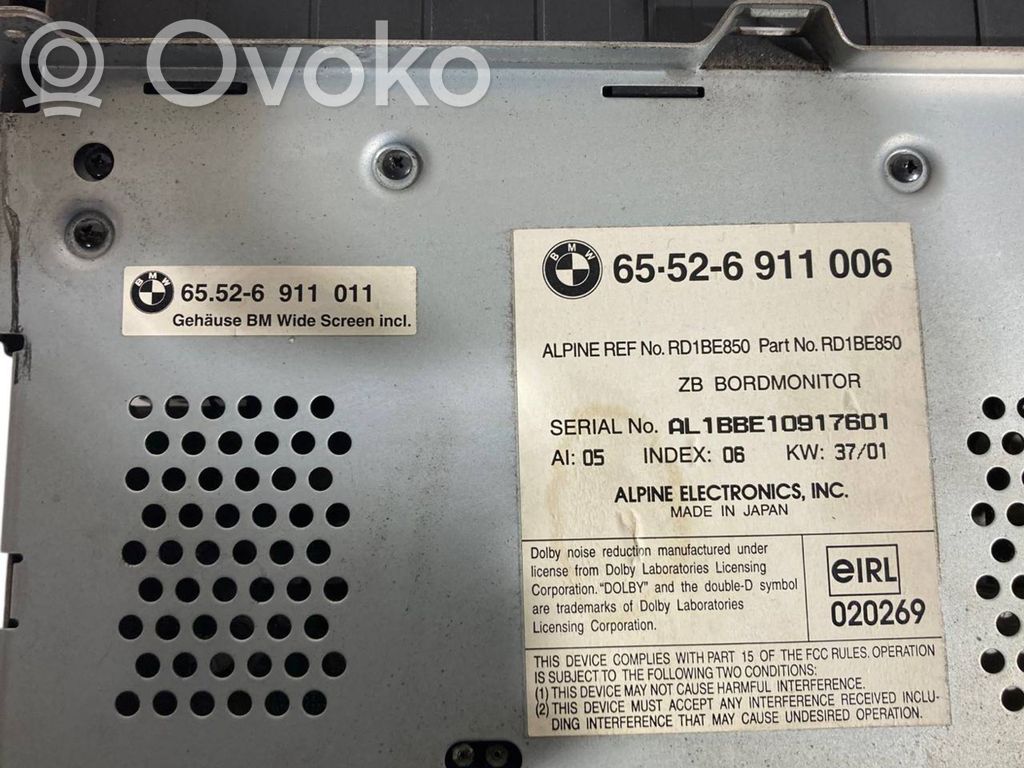 Ovoko
BMW
65.52-6 911 011
Gehäuse BM Wide Screen incl.
BMW
65·52-6 911 006
ALPINE REF No. RD1BE850 Part No. RD1BE850
ZB BORDMONITOR
SERIAL No. AL1BBE10917601
AI: 05 INDEX: 06 KW: 37/01
ALPINE ELECTRONICS, INC.
MADE IN JAPAN
Dolby noise reduction manufactured under
license from Dolby Laboratories Licensing
Corporation. "DOLBY" and the double-D symbol
are trademarks of Dolby Laboratories
Licensing Corporation.
eIRL
020269
THIS DEVICE COMPLIES WITH PART 15 OF THE FCC RULES. OPERATION
IS SUBJECT TO THE FOLLOWING TWO CONDITIONS:
(1) THIS DEVICE MAY NOT CAUSE HARMFUL INTERFERENCE.
(2) THIS DEVICE MUST ACCEPT ANY INTERFERENCE RECEIVED INCLU-
DING INTERFERENCE THAT MAY CAUSE UNDESIRED OPERATION.